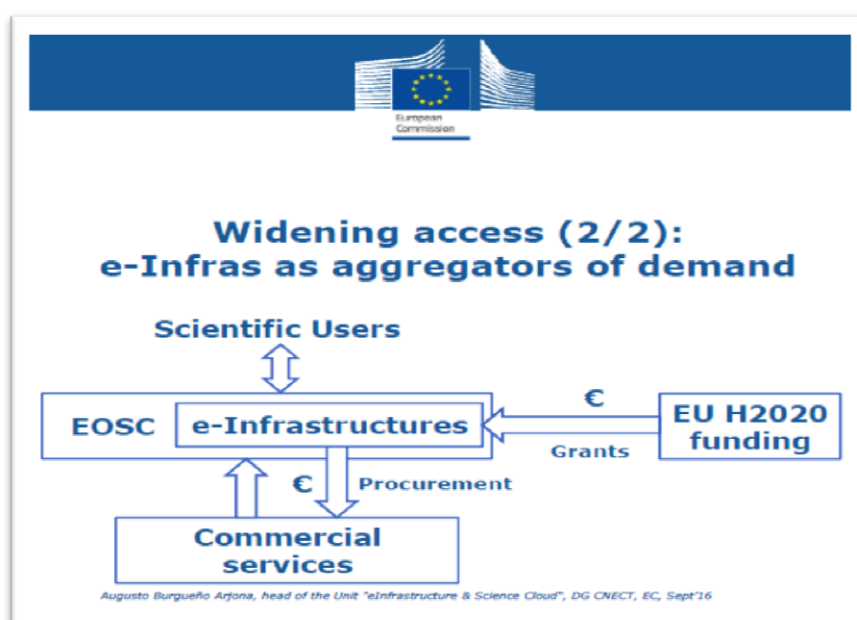 European
Commission
Widening access (2/2):
e-Infras as aggregators of demand
Scientific Users
EOSC
e-Infrastructures
€
Grants
EU H2020
funding
€
Procurement
Commercial
services
Augusto Burgueño Arjona, head of the Unit "eInfrastructure & Science Cloud", DG CNECT, EC, Sept'16